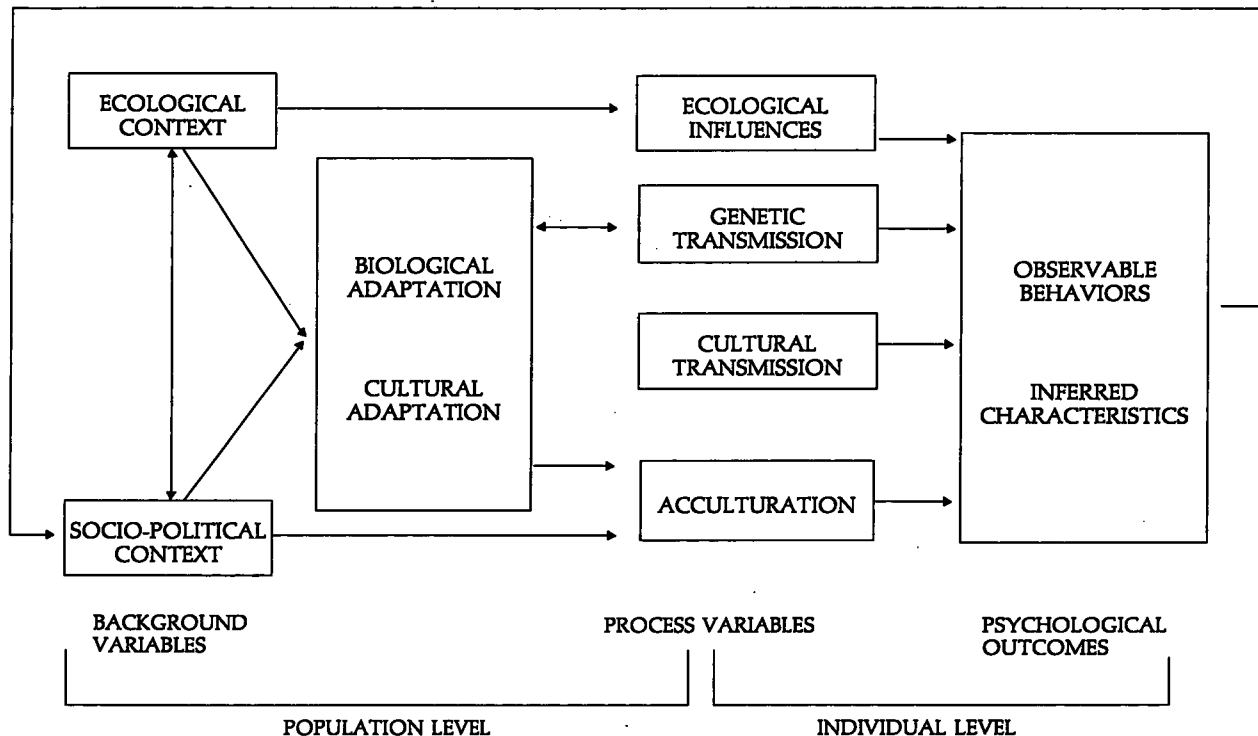 ECOLOGICAL
CONTEXT
ECOLOGICAL
INFLUENCES
GENETIC
TRANSMISSION
BIOLOGICAL
ADAPTATION
OBSERVABLE
BEHAVIORS
CULTURAL
TRANSMISSION
CULTURAL
ADAPTATION
INFERRED
CHARACTERISTICS
ACCULTURATION
SOCIO-POLITICAL
CONTEXT
BACKGROUND
VARIABLES
PROCESS VARIABLES
PSYCHOLOGICAL
OUTCOMES
POPULATION LEVEL
INDIVIDUAL LEVEL